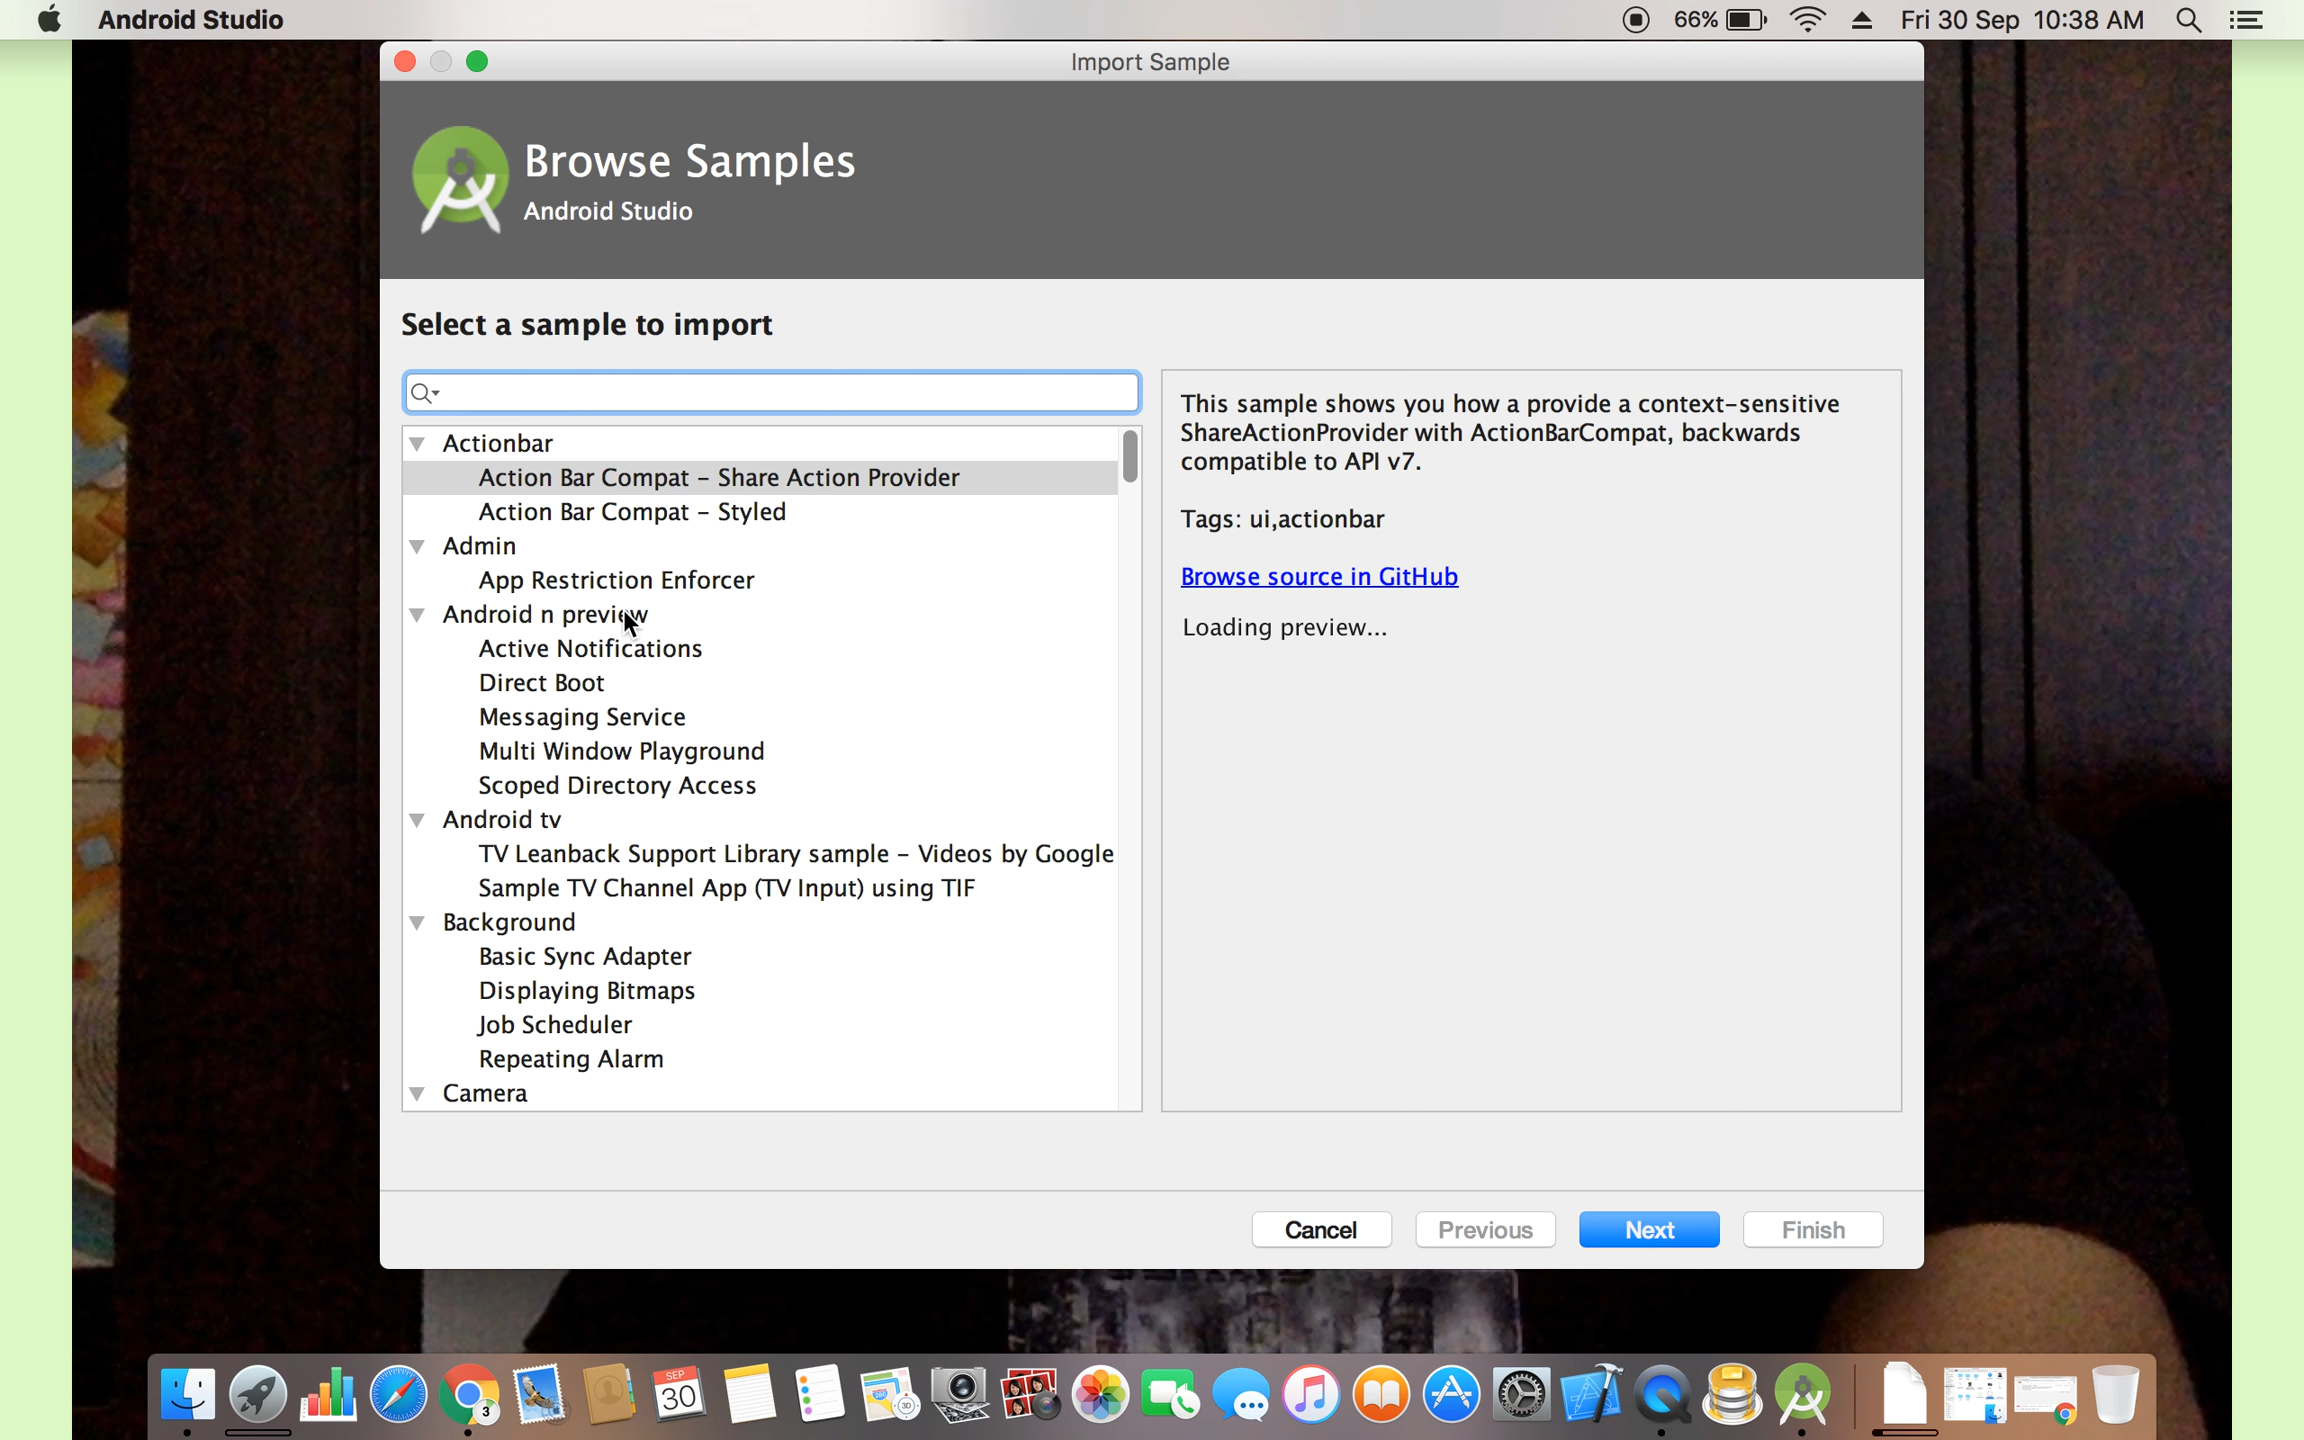 Android Studio
66%
Fri 30 Sep 10:38 AM
Import Sample
Browse Samples
Android Studio
Select a sample to import
Actionbar
Action Bar Compat – Share Action Provider
Action Bar Compat – Styled
Admin
App Restriction Enforcer
Android n preview
Active Notifications
Direct Boot
Messaging Service
Multi Window Playground
Scoped Directory Access
Android tv
TV Leanback Support Library sample – Videos by Google
Sample TV Channel App (TV Input) using TIF
Background
Basic Sync Adapter
Displaying Bitmaps
Job Scheduler
Repeating Alarm
Camera
This sample shows you how a provide a context-sensitive
ShareActionProvider with ActionBarCompat, backwards
compatible to API v7.
Tags: ui,actionbar
Browse source in GitHub
Loading preview...
Cancel
Previous
Next
Finish
3
SEP
30
3D